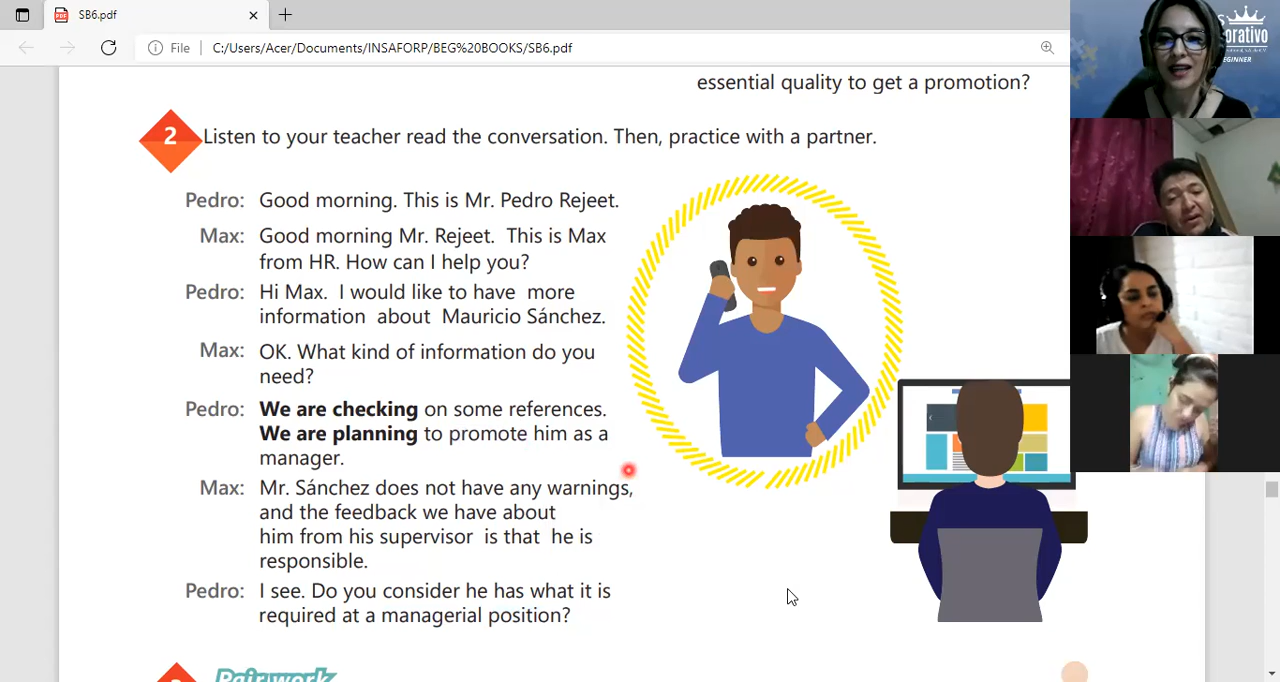 SB6.pdf
File
C:/Users/Acer/Documents/INSAFORP/BEG%20BOOKS/SB6.pdf
orativo
essential quality to get a promotion?
2 Listen to your teacher read the conversation. Then, practice with a partner.
Pedro: Good morning. This is Mr. Pedro Rejeet.
Max: Good morning Mr. Rejeet. This is Max
from HR. How can I help you?
Pedro: Hi Max. I would like to have more
information about Mauricio Sánchez.
Max: OK. What kind of information do you
need?
Pedro: We are checking on some references.
We are planning to promote him as a
manager.
Max: Mr. Sánchez does not have any warnings,
and the feedback we have about
him from his supervisor is that he is
responsible.
Pedro: I see. Do you consider he has what it is
required at a managerial position?
Pair work